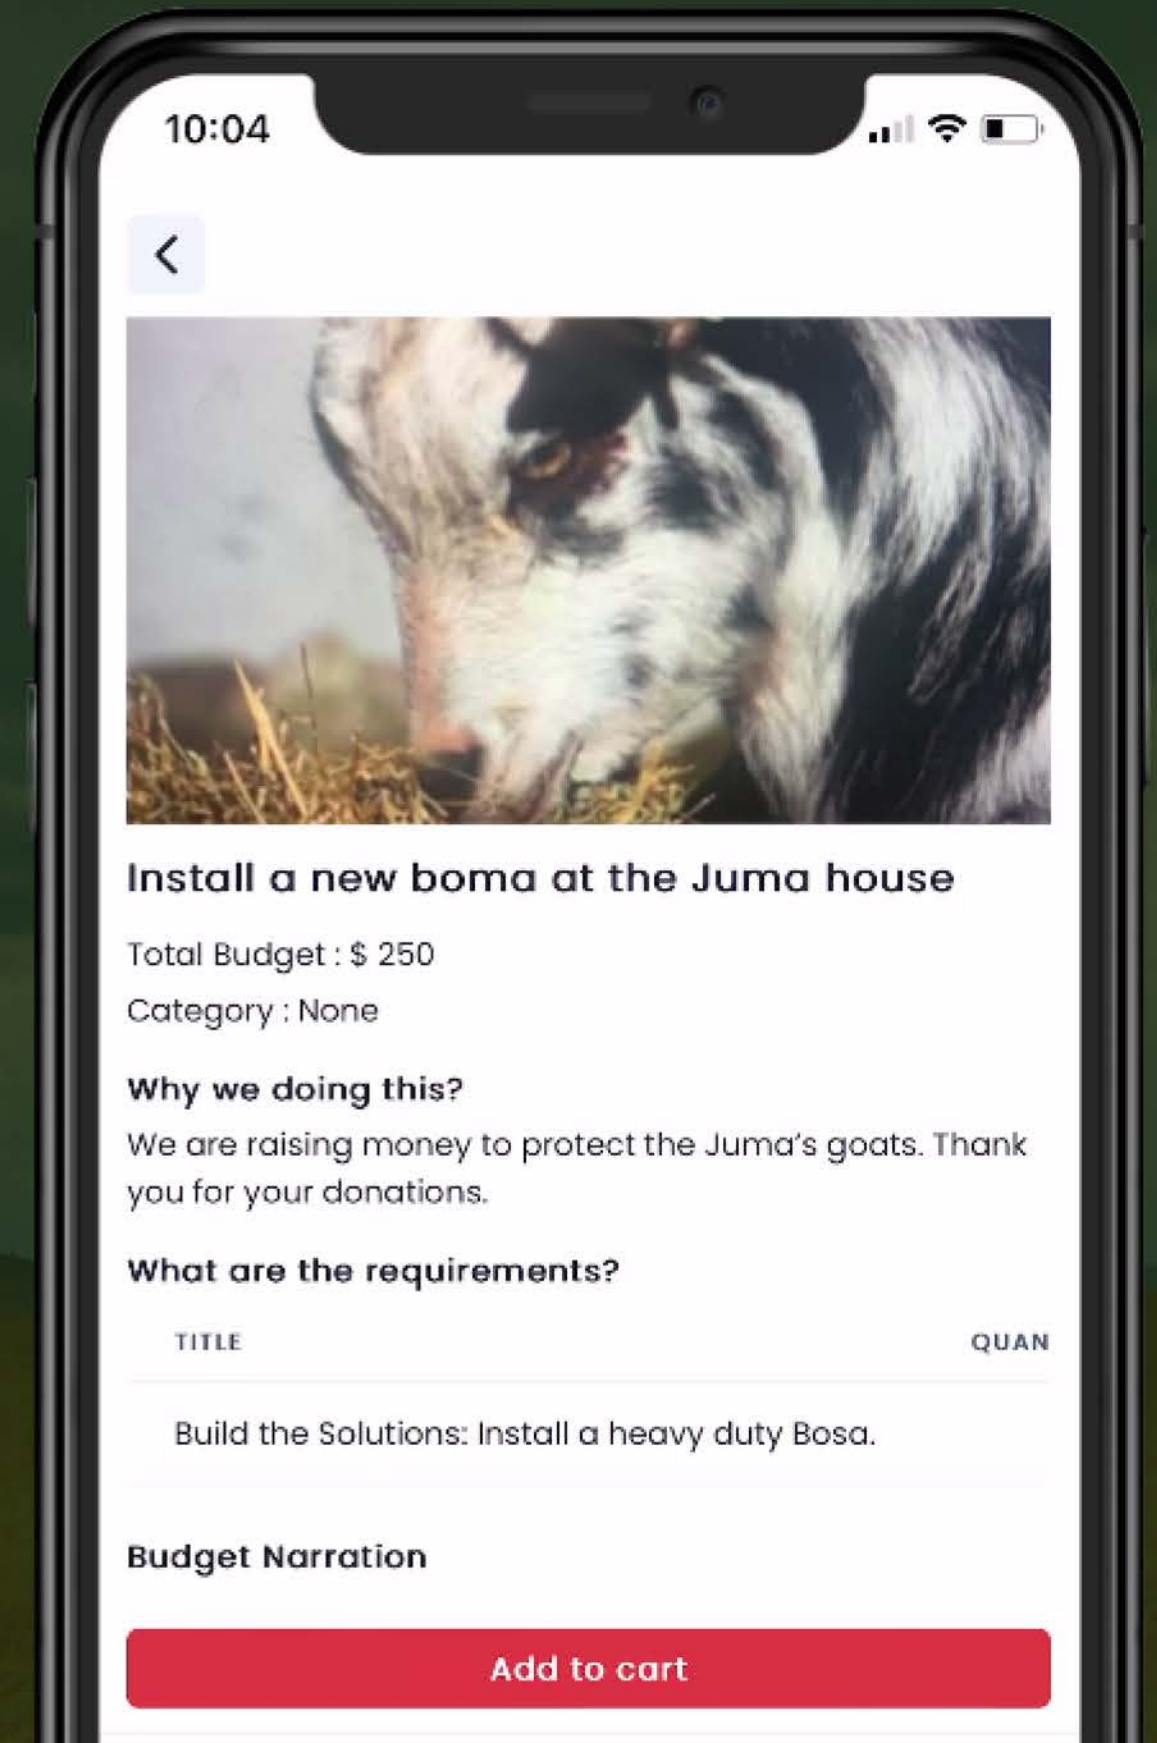 10:04
Install a new boma at the Juma house
Total Budget : $ 250
Category : None
Why we doing this?
We are raising money to protect the Juma's goats. Thank
you for your donations.
What are the requirements?
TITLE QUAN
Build the Solutions: Install a heavy duty Bosa.
Budget Narration
Add to cart